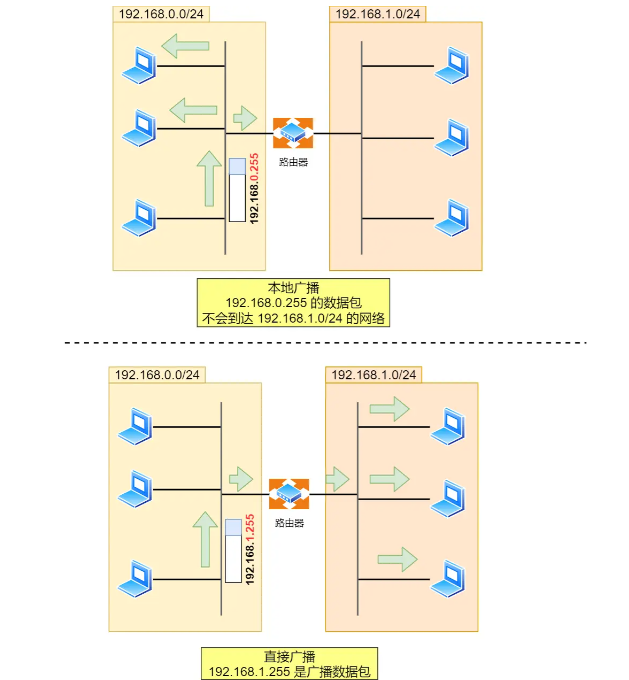 192.168.0.0/24
192.168.1.0/24
192.168.0.255
路由器
本地广播
192.168.0.255 的数据包
不会到达 192.168.1.0/24 的网络
192.168.0.0/24
192.168.1.0/24
192.168.1.255
路由器
直接广播
192.168.1.255 是广播数据包